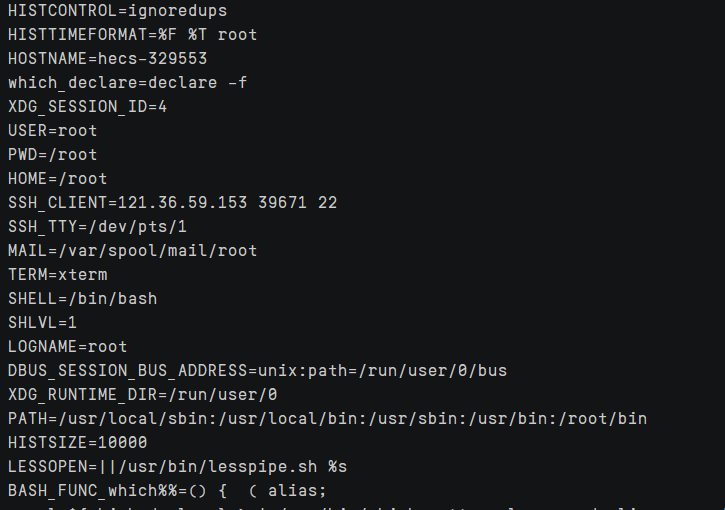 HISTCONTROL=ignoredups
HISTTIMEFORMAT=%F %T root
HOSTNAME=hecs-329553
which_declare=declare -f
XDG_SESSION_ID=4
USER=root
PWD=/root
HOME=/root
SSH_CLIENT=121.36.59.153 39671 22
SSH_TTY=/dev/pts/1
MAIL=/var/spool/mail/root
TERM=xterm
SHELL=/bin/bash
SHLVL=1
LOGNAME=root
DBUS_SESSION_BUS_ADDRESS=unix:path=/run/user/0/bus
XDG_RUNTIME_DIR=/run/user/0
PATH=/usr/local/sbin:/usr/local/bin:/usr/sbin:/usr/bin:/root/bin
HISTSIZE=10000
LESSOPEN=||/usr/bin/lesspipe.sh %s
BASH_FUNC_which%%=() {  ( alias;